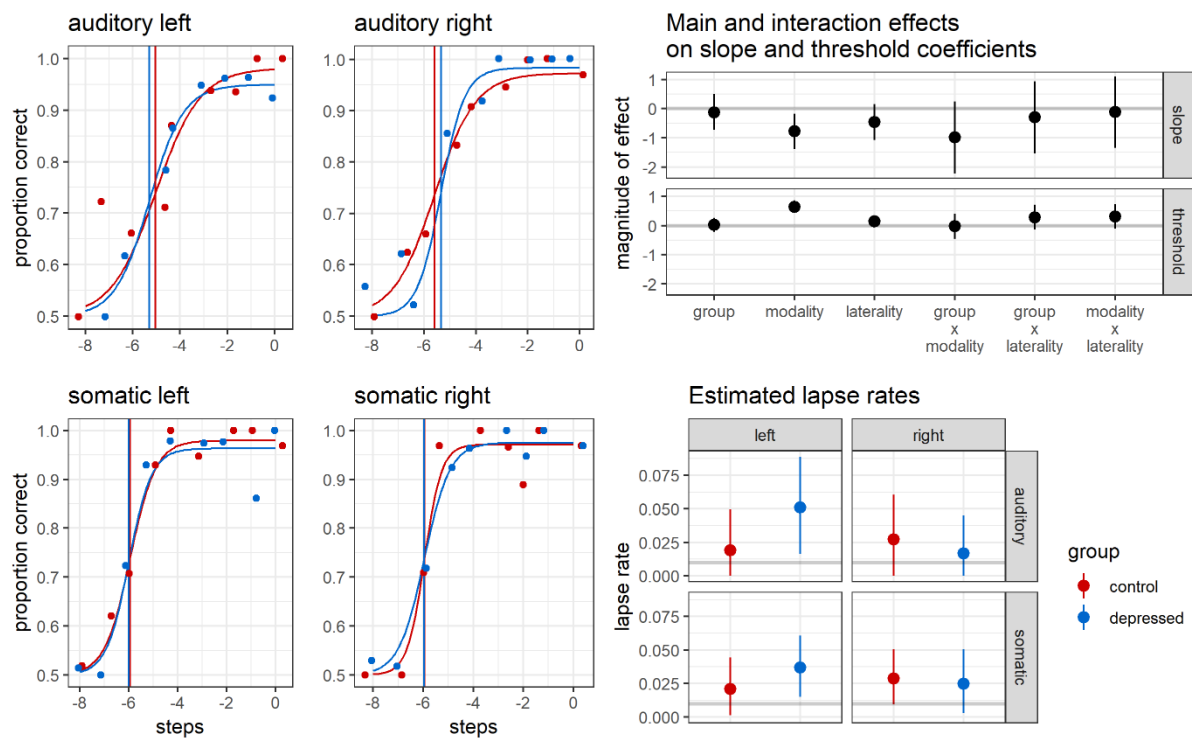 auditory left
proportion correct
1.0
0.9
0.8
0.7
0.6
0.5
-8
-6
-4
-2
0
auditory right
1.0
0.9
0.8
0.7
0.6
0.5
-8
-6
-4
-2
0
Main and interaction effects
on slope and threshold coefficients
magnitude of effect
1
0
-1
-2
slope
1
0
-1
-2
threshold
group
modality
laterality
group
x
modality
group
x
laterality
modality
x
laterality
somatic left
proportion correct
1.0
0.9
0.8
0.7
0.6
0.5
-8
-6
-4
-2
0
steps
somatic right
1.0
0.9
0.8
0.7
0.6
0.5
-8
-6
-4
-2
0
steps
Estimated lapse rates
left
right
lapse rate
0.075
0.050
0.025
0.000
auditory
0.075
0.050
0.025
0.000
somatic
group
control
depressed